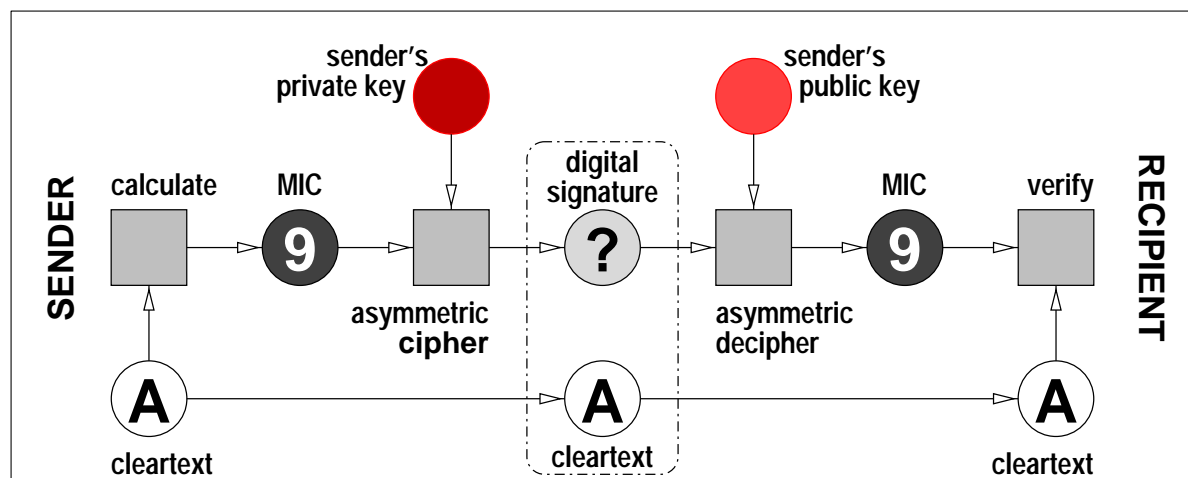 sender's
private key
sender's
public key
SENDER
calculate
MIC
digital
signature
MIC
verify
RECIPIENT
9
?
9
asymmetric
cipher
asymmetric
decipher
A
A
A
cleartext
cleartext
cleartext